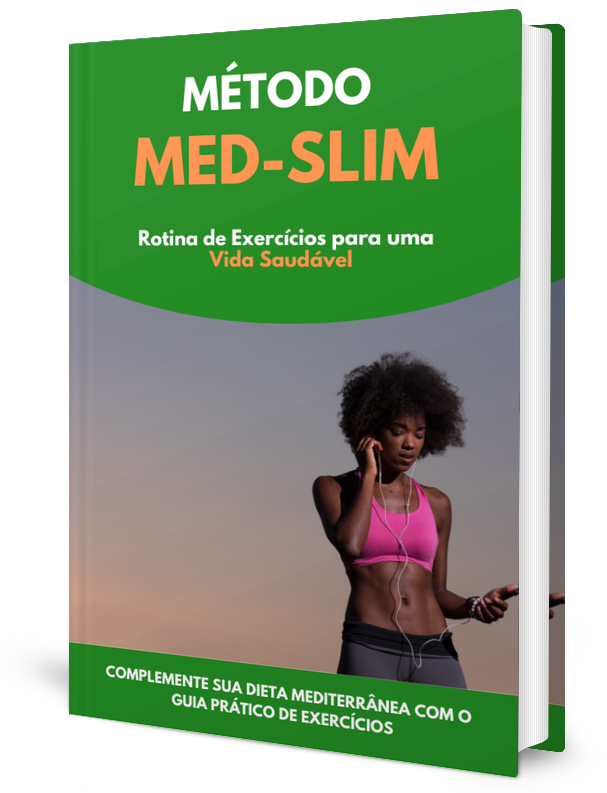 MÉTODO
MED-SLIM
Rotina de Exercícios para uma
Vida Saudável
COMPLEMENTE SUA DIETA MEDITERRÂNEA COM O
GUIA PRÁTICO DE EXERCÍCIOS